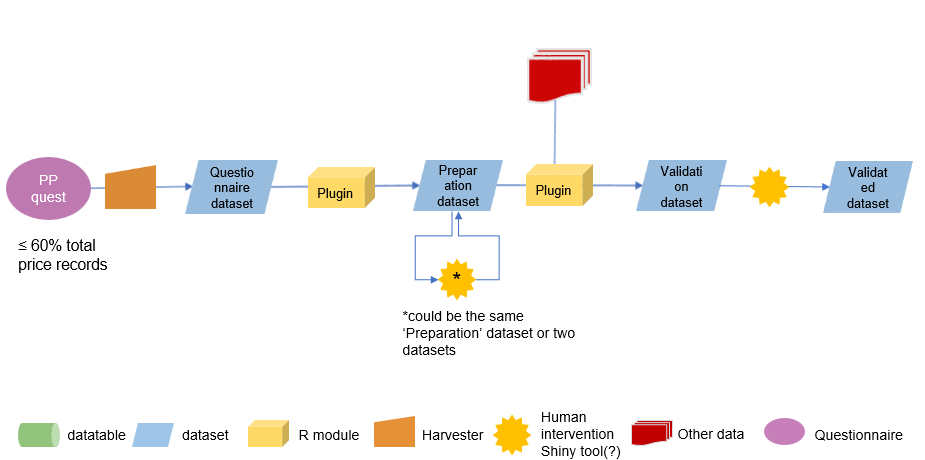 PP
quest
≤ 60% total
price records
Questio
nnaire
dataset
Plugin
Prepar
ation
dataset
*
*could be the same
‘Preparation’ dataset or two
datasets
Plugin
Validati
on
dataset
Validat
ed
dataset
datatable
dataset
R module
Harvester
Human
intervention
Shiny tool(?)
Other data
Questionnaire